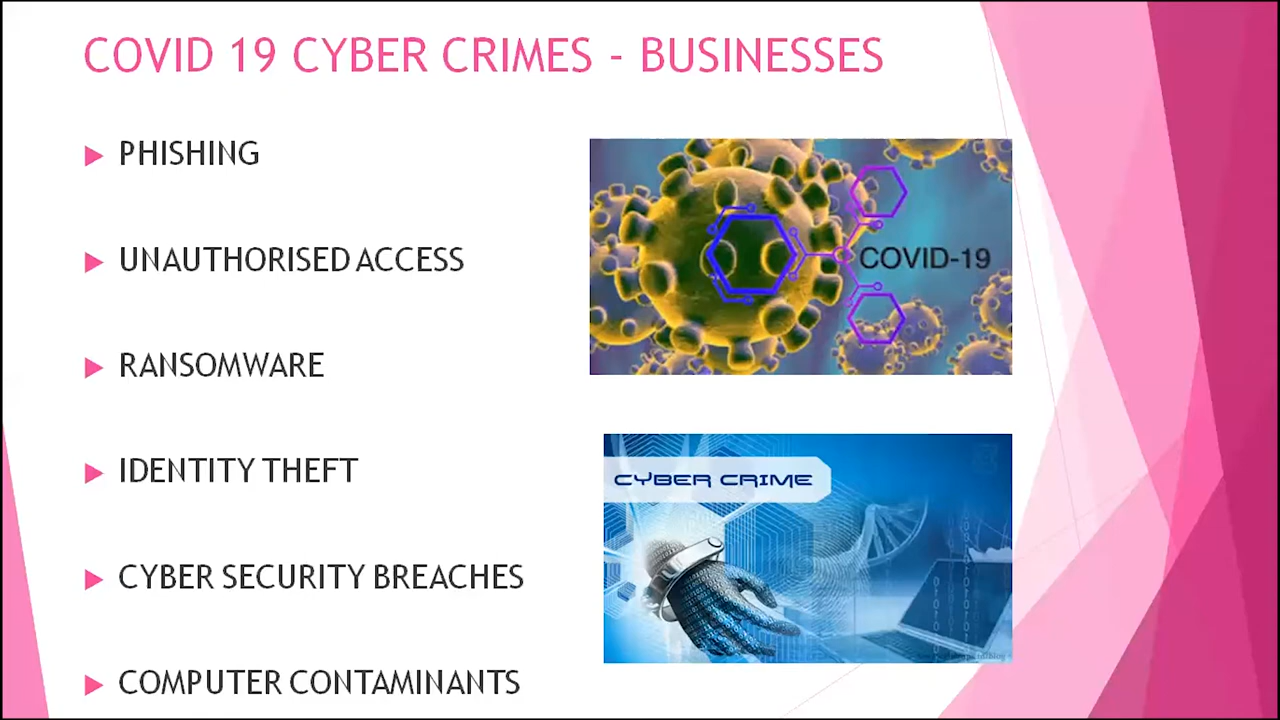 COVID 19 CYBER CRIMES - BUSINESSES
PHISHING
UNAUTHORISED ACCESS
RANSOMWARE
IDENTITY THEFT
CYBER SECURITY BREACHES
COMPUTER CONTAMINANTS
COVID-19
CYBER CRIME